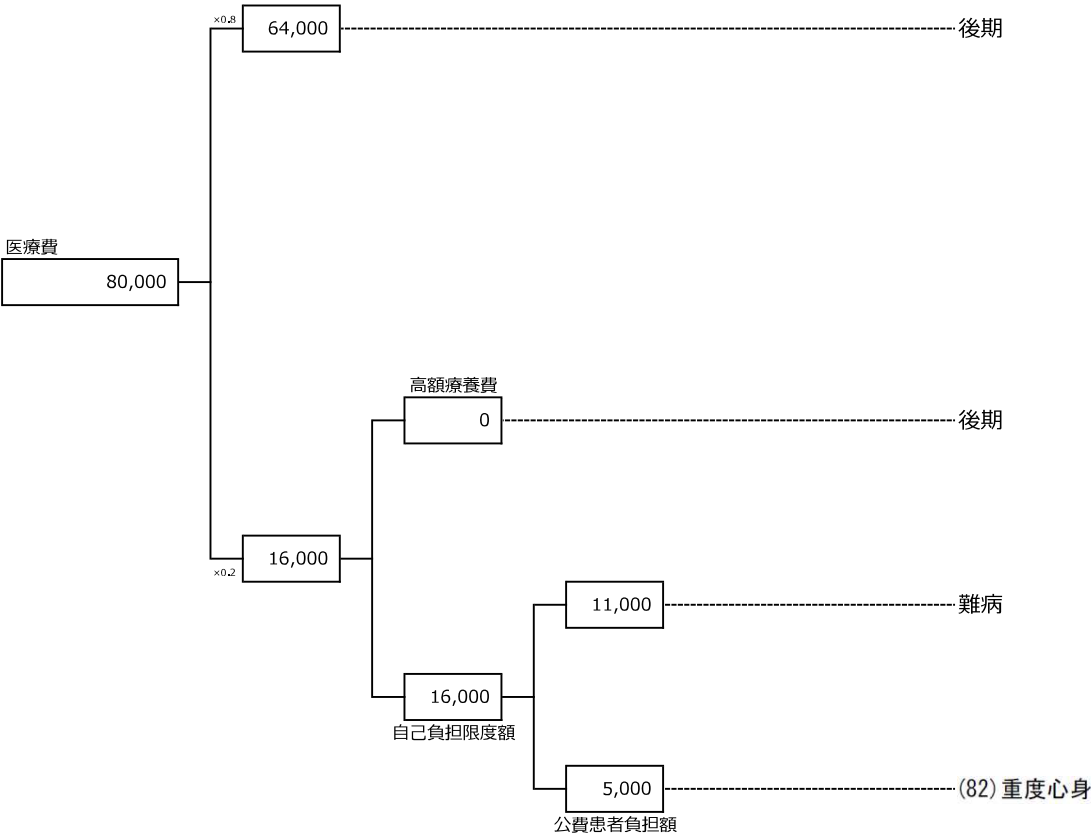 ×0.8
64,000
後期
医療費
80,000
高額療養費
0
後期
16,000
×0.2
11,000
難病
16,000
自己負担限度額
5,000
(82)重度心身
公費患者負担額